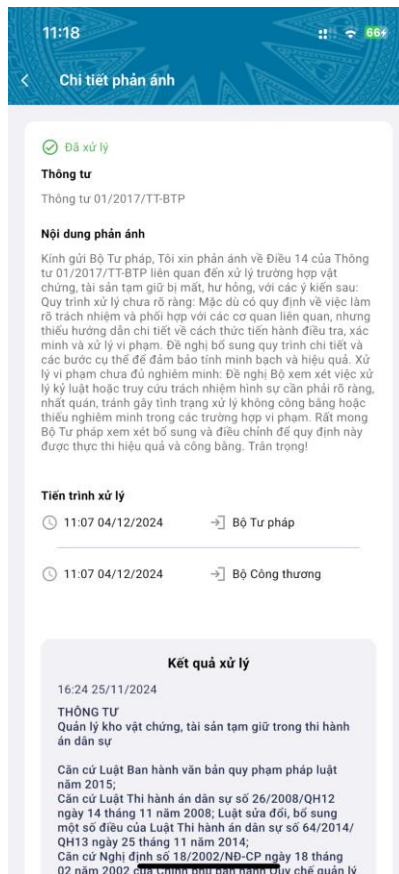 11:18
66
Chi tiết phản ánh
Đã xử lý
Thông tư
Thông tư 01/2017/TT-BTP
Nội dung phản ánh
Kính gửi Bộ Tư pháp, Tôi xin phản ánh về Điều 14 của Thông
tư 01/2017/TT-BTP liên quan đến xử lý trường hợp vật
chứng, tài sản tạm giữ bị mất, hư hỏng, với các ý kiến sau:
Quy trình xử lý chưa rõ ràng: Mặc dù có quy định về việc làm
rõ trách nhiệm và phối hợp với các cơ quan liên quan, nhưng
thiếu hướng dẫn chi tiết về cách thức tiến hành điều tra, xác
minh và xử lý vi phạm. Đề nghị bổ sung quy trình chi tiết và
các bước cụ thể để đảm bảo tính minh bạch và hiệu quả. Xử
lý vi phạm chưa đủ nghiêm minh: Đề nghị Bộ xem xét việc xử
lý kỷ luật hoặc truy cứu trách nhiệm hình sự cần phải rõ ràng,
nhất quán, tránh gây tình trạng xử lý không công bằng hoặc
thiếu nghiêm minh trong các trường hợp vi phạm. Rất mong
Bộ Tư pháp xem xét bổ sung và điều chỉnh để quy định này
được thực thi hiệu quả và công bằng. Trân trọng!
Tiến trình xử lý
11:07 04/12/2024 Bộ Tư pháp
11:07 04/12/2024 Bộ Công thương
Kết quả xử lý
16:24 25/11/2024
THÔNG TƯ
Quản lý kho vật chứng, tài sản tạm giữ trong thi hành
án dân sự
Căn cứ Luật Ban hành văn bản quy phạm pháp luật
năm 2015;
Căn cứ Luật Thi hành án dân sự số 26/2008/QH12
ngày 14 tháng 11 năm 2008; Luật sửa đổi, bổ sung
một số điều của Luật Thi hành án dân sự số 64/2014/
QH13 ngày 25 tháng 11 năm 2014;
Căn cứ Nghị định số 18/2002/NĐ-CP ngày 18 tháng
02 năm 2002 của Chính phủ ban hành Quy chế quản lý